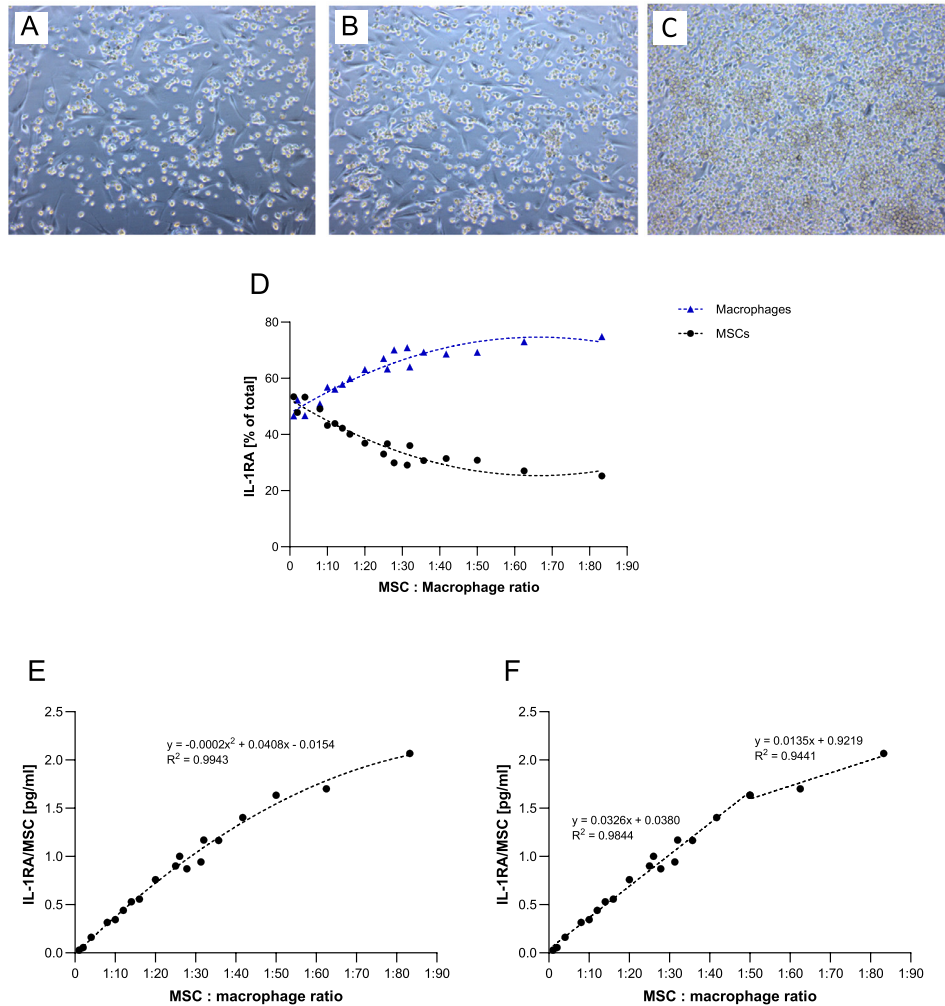 A
B
C
D
Macrophages
MSCs
80
60
40
20
0
IL-1RA [% of total]
0 1:10 1:20 1:30 1:40 1:50 1:60 1:70 1:80 1:90
MSC : Macrophage ratio
E
2.5
2.0
1.5
1.0
0.5
0.0
IL-1RA/MSC [pg/ml]
y = -0.0002x² + 0.0408x - 0.0154
R² = 0.9943
0 1:10 1:20 1:30 1:40 1:50 1:60 1:70 1:80 1:90
MSC : macrophage ratio
F
2.5
2.0
1.5
1.0
0.5
0.0
IL-1RA/MSC [pg/ml]
y = 0.0135x + 0.9219
R² = 0.9441
y = 0.0326x + 0.0380
R² = 0.9844
0 1:10 1:20 1:30 1:40 1:50 1:60 1:70 1:80 1:90
MSC : macrophage ratio